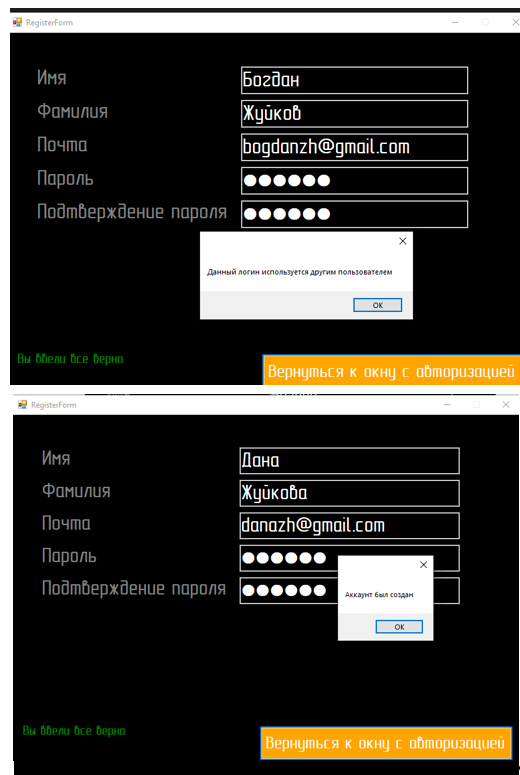 RegisterForm
Имя
Богдан
Фамилия
Жуйков
Почта
bogdanzh@gmail.com
Пароль
●●●●●●
Подтверждение пароля
●●●●●●
Данный логин используется другим пользователем
OK
Вы ввели всё верно
Вернуться к окну с авторизацией
RegisterForm
Имя
Дана
Фамилия
Жуйкова
Почта
danazh@gmail.com
Пароль
●●●●●●
Подтверждение пароля
●●●●●●
Аккаунт был создан
OK
Вы ввели всё верно
Вернуться к окну с авторизацией